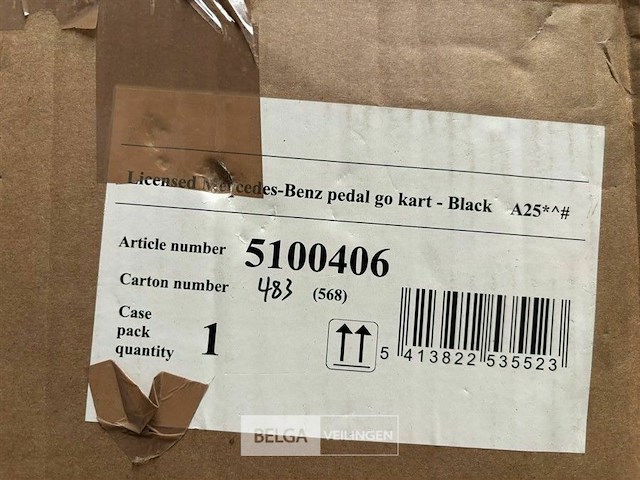 Licensed Mercedes-Benz pedal go kart - Black A25*^#
Article number 5100406
Carton number 483 (568)
Case
pack
quantity 1
5 413822 535523
BELGA VEILINGEN